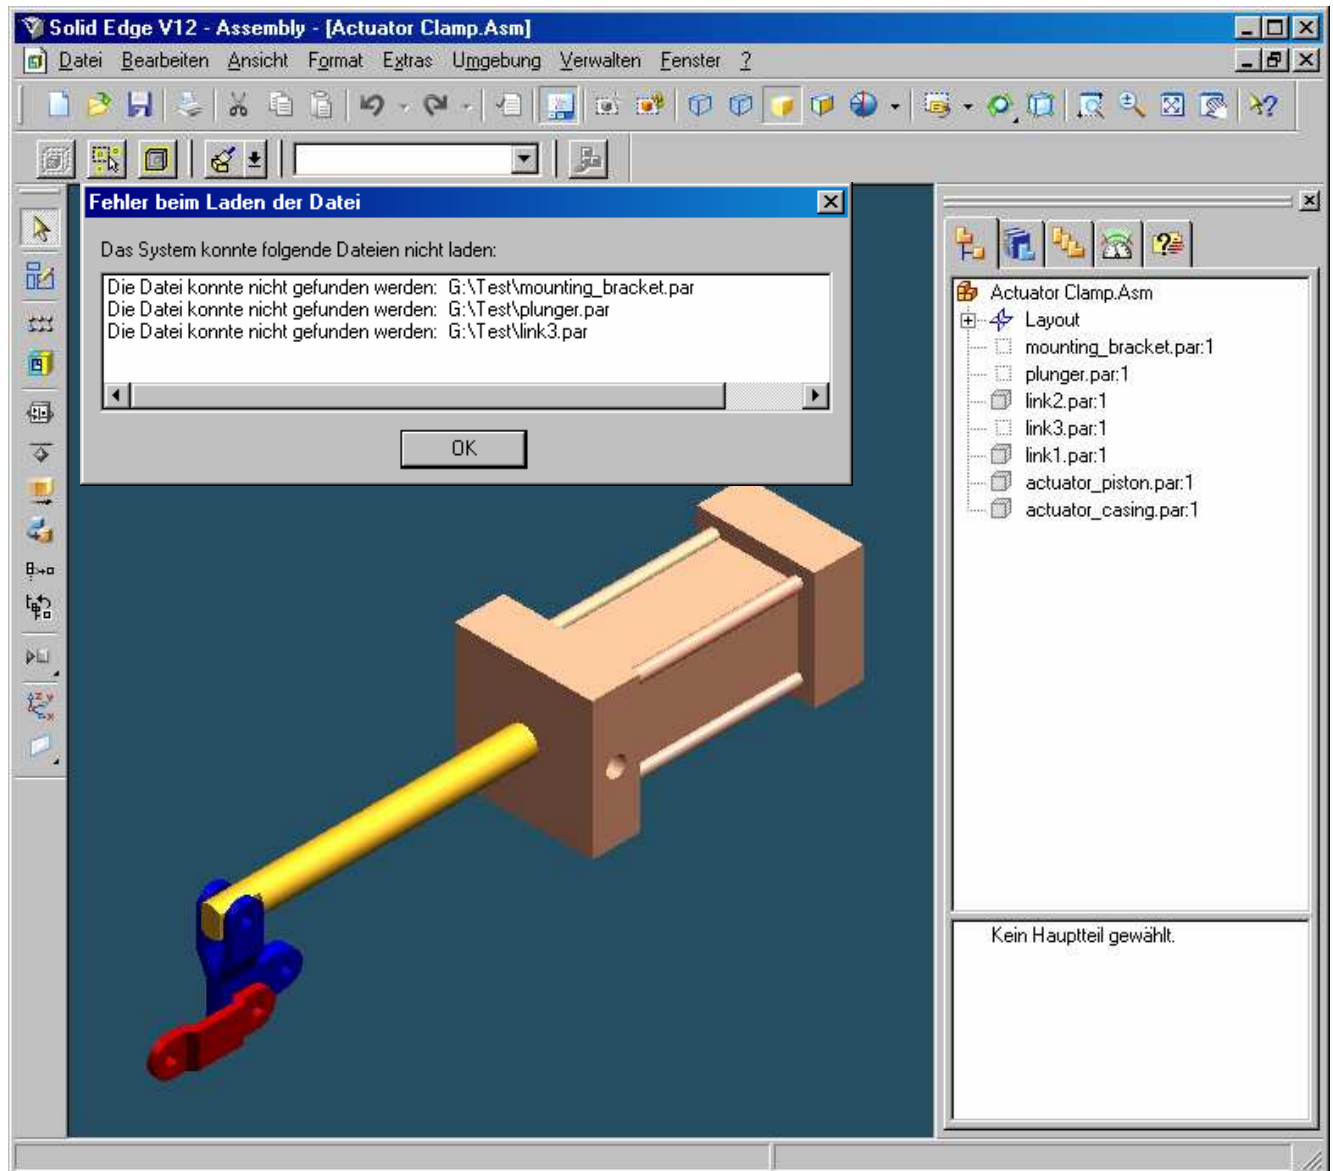 Solid Edge V12 - Assembly - [Actuator Clamp.Asm]
Datei Bearbeiten Ansicht Format Extras Umgebung Verwalten Fenster ?
Fehler beim Laden der Datei
Das System konnte folgende Dateien nicht laden:
Die Datei konnte nicht gefunden werden: G:\Test\mounting_bracket.par
Die Datei konnte nicht gefunden werden: G:\Test\plunger.par
Die Datei konnte nicht gefunden werden: G:\Test\link3.par
OK
Actuator Clamp.Asm
Layout
mounting_bracket.par:1
plunger.par:1
link2.par:1
link3.par:1
link1.par:1
actuator_piston.par:1
actuator_casing.par:1
Kein Hauptteil gewählt.